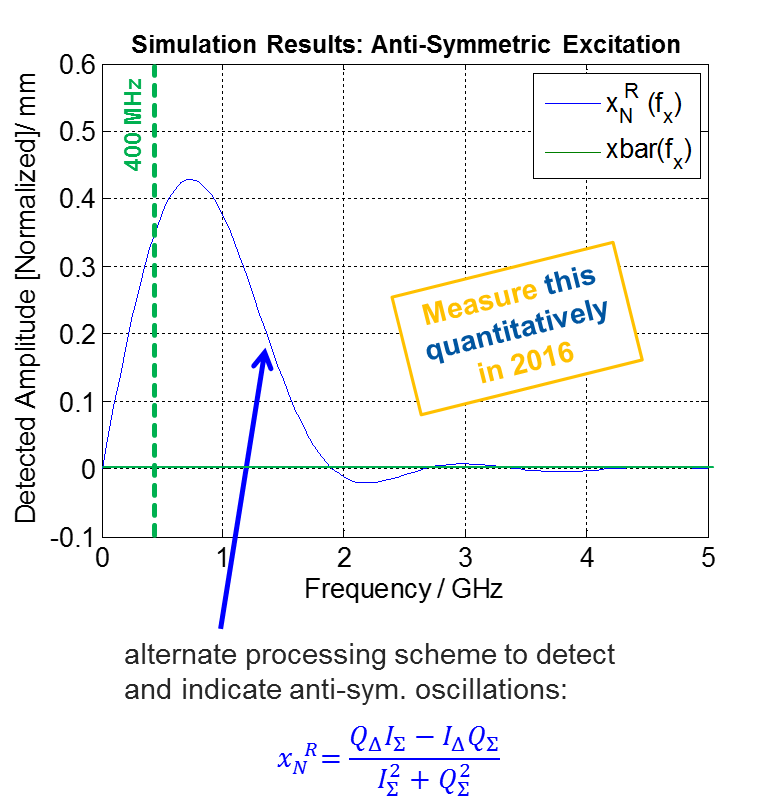 Simulation Results: Anti-Symmetric Excitation
0.6
0.5
0.4
0.3
0.2
0.1
0
-0.1
Detected Amplitude [Normalized]/ mm
400 MHz
x_N^R (f_x)
xbar(f_x)
Measure this
quantitatively
in 2016
0 1 2 3 4 5
Frequency / GHz
alternate processing scheme to detect
and indicate anti-sym. oscillations:
x_N^R = (Q_Δ I_Σ − I_Δ Q_Σ) / (I_Σ^2 + Q_Σ^2)